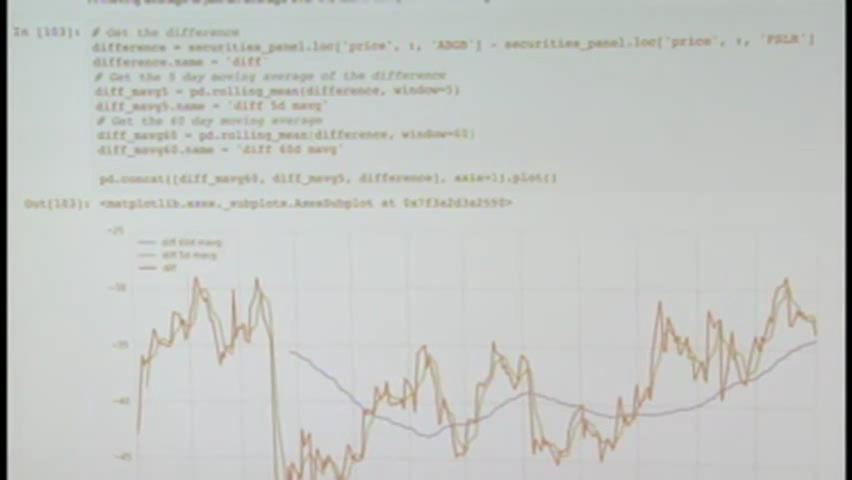 In [103]: # Get the difference
difference = securities_panel.loc['price', :, 'ABGB'] - securities_panel.loc['price', :, 'FSLR']
difference.name = 'diff'
# Get the 5 day moving average of the difference
diff_mavg5 = pd.rolling_mean(difference, window=5)
diff_mavg5.name = 'diff 5d mavg'
# Get the 60 day moving average
diff_mavg60 = pd.rolling_mean(difference, window=60)
diff_mavg60.name = 'diff 60d mavg'
pd.concat([diff_mavg60, diff_mavg5, difference], axis=1).plot()
Out[103]: <matplotlib.axes._subplots.AxesSubplot at 0x7f3a2d3a2550>
-25
diff 60d mavg
diff 5d mavg
diff
-30
-35
-40
-45